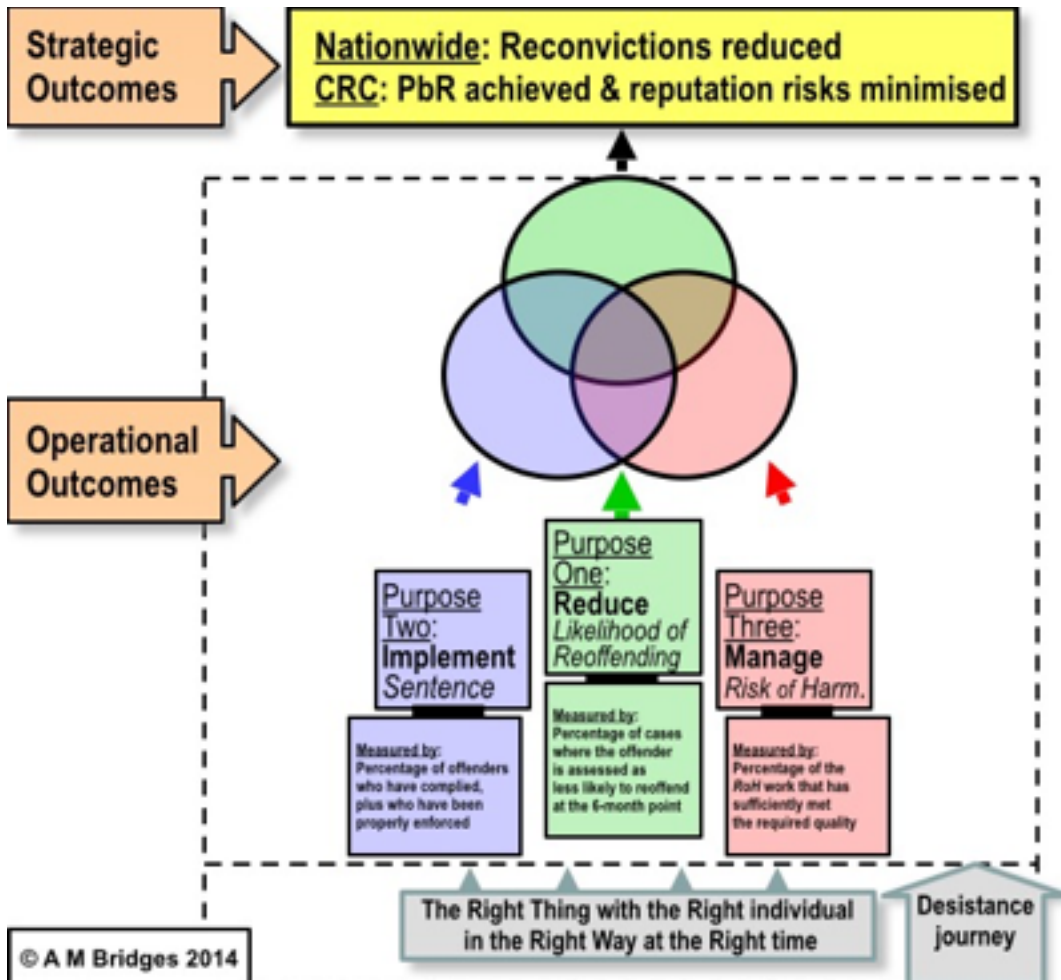 Strategic
Outcomes
Nationwide: Reconvictions reduced
CRC: PbR achieved & reputation risks minimised
Operational
Outcomes
Purpose
Two:
Implement
Sentence
Measured by:
Percentage of offenders
who have complied,
plus who have been
properly enforced
Purpose
One:
Reduce
Likelihood of
Reoffending
Measured by:
Percentage of cases
where the offender
is assessed as
less likely to reoffend
at the 6-month point
Purpose
Three:
Manage
Risk of Harm.
Measured by:
Percentage of the
RoH work that has
sufficiently met
the required quality
The Right Thing with the Right individual
in the Right Way at the Right time
Desistance
journey
© A M Bridges 2014